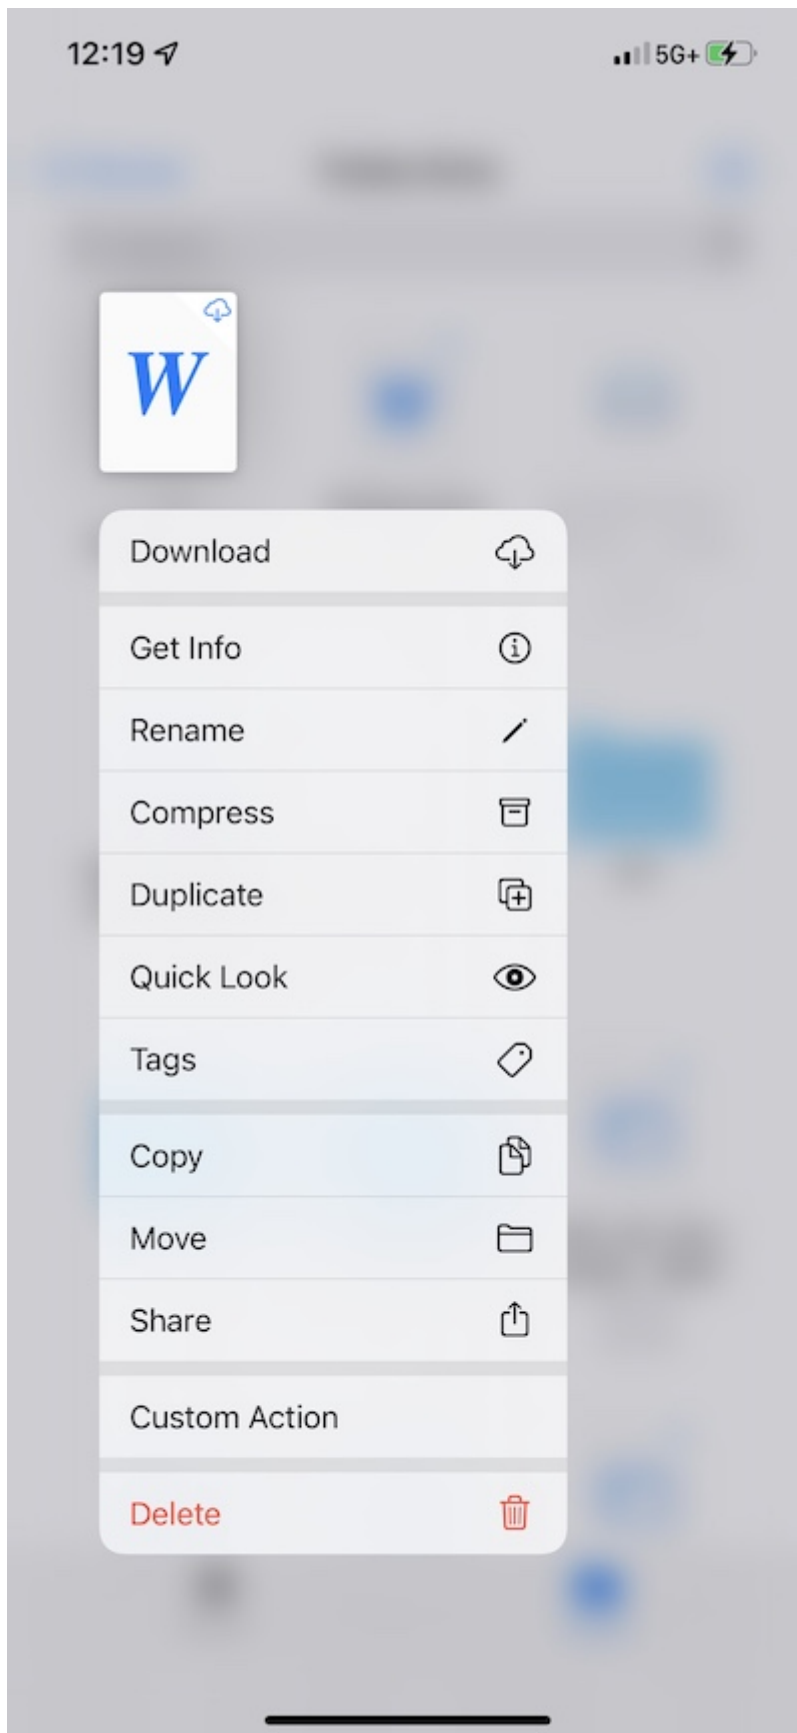 12:19
5G+
W
Download
Get Info
Rename
Compress
Duplicate
Quick Look
Tags
Copy
Move
Share
Custom Action
Delete